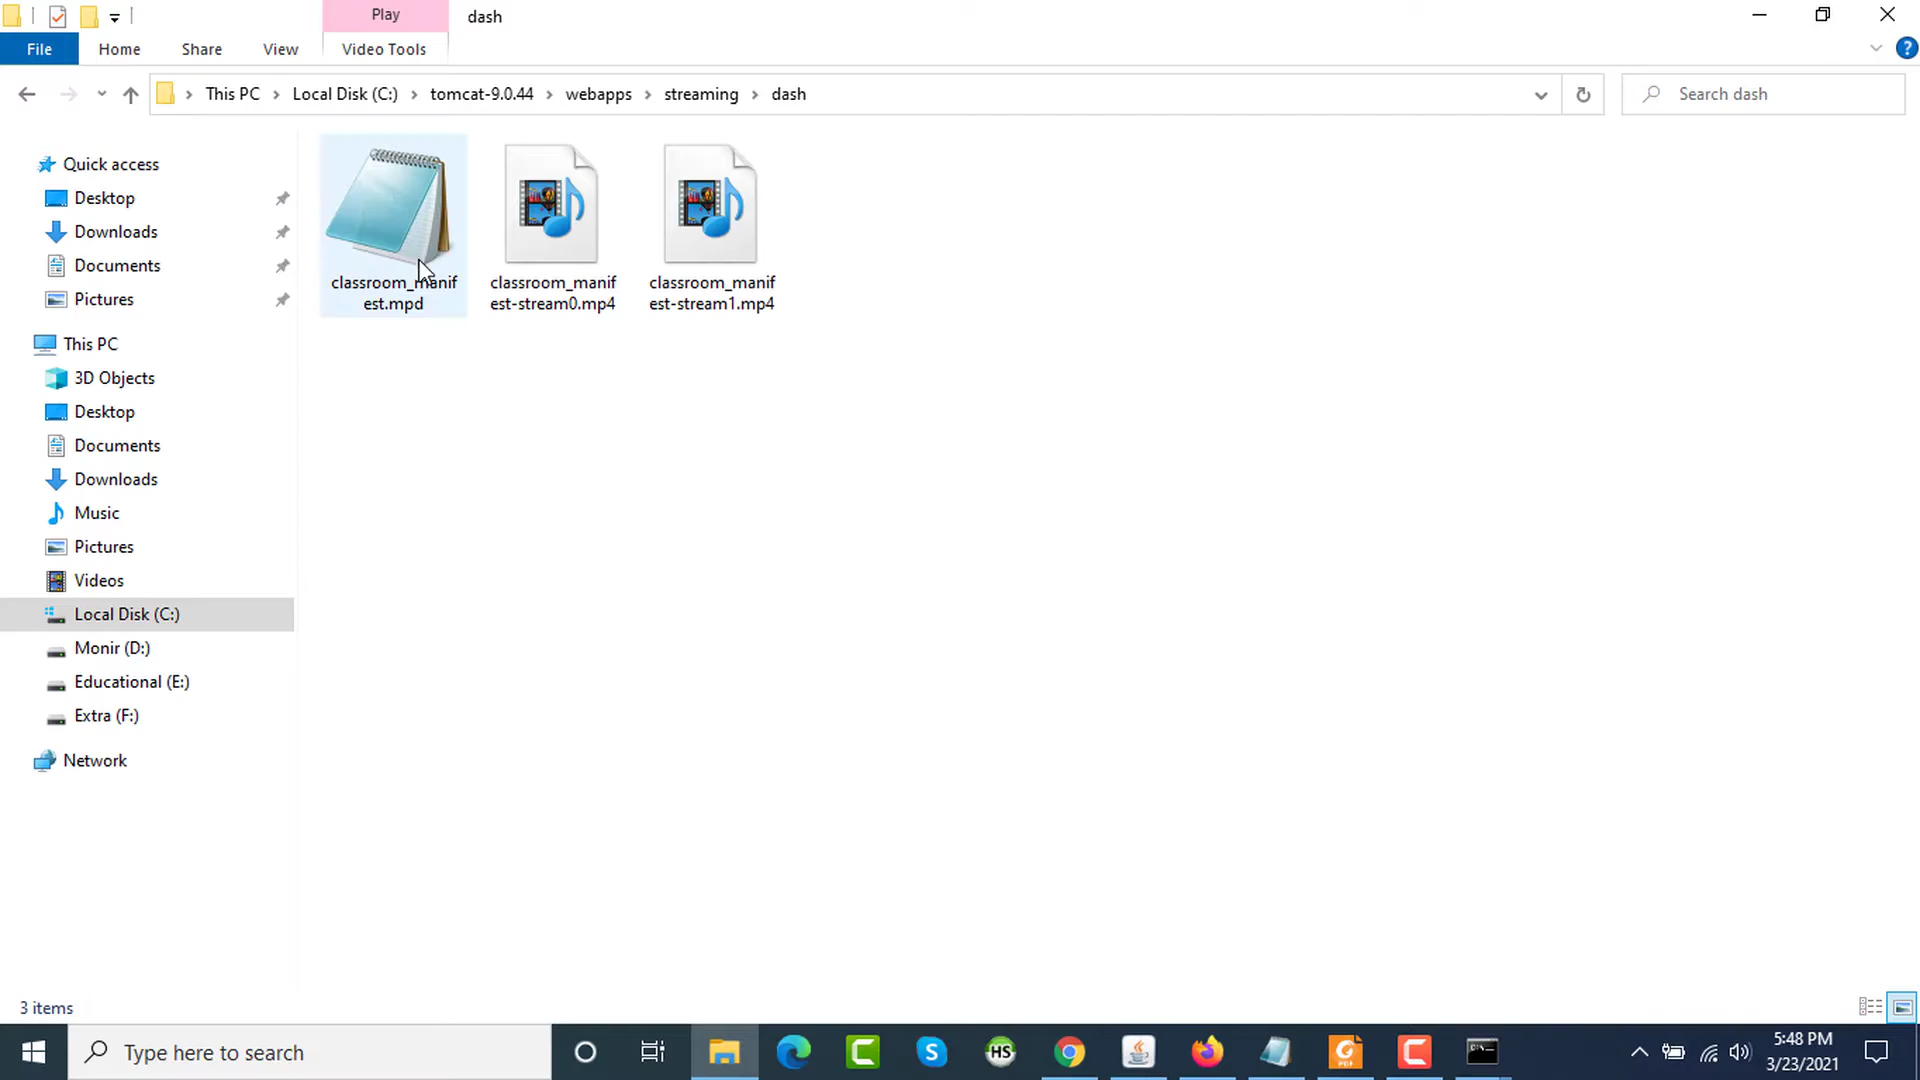 Play
dash
File
Home
Share
View
Video Tools
This PC
Local Disk (C:)
tomcat-9.0.44
webapps
streaming
dash
Search dash
Quick access
Desktop
Downloads
Documents
Pictures
This PC
3D Objects
Desktop
Documents
Downloads
Music
Pictures
Videos
Local Disk (C:)
Monir (D:)
Educational (E:)
Extra (F:)
Network
classroom_manif
est.mpd
classroom_manif
est-stream0.mp4
classroom_manif
est-stream1.mp4
3 items
Type here to search
HS
PDF
5:48 PM
3/23/2021